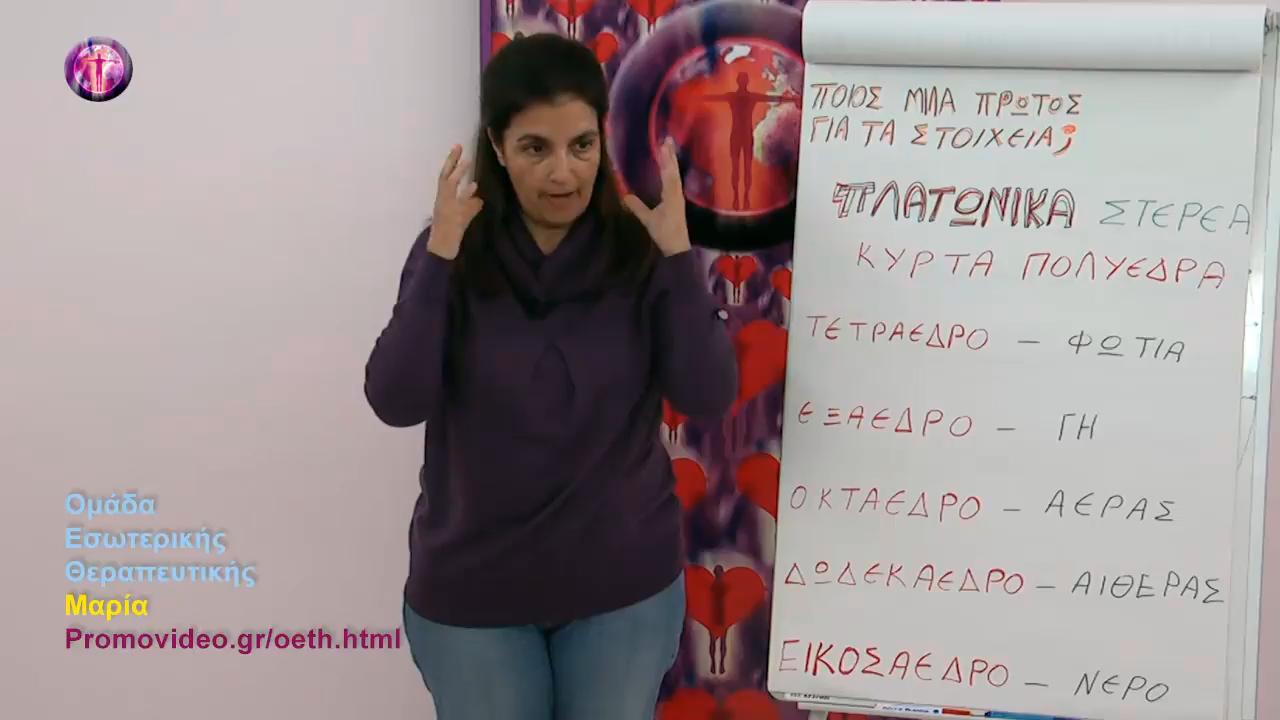 ΠΟΙΟΣ ΜΙΛΑ ΠΡΩΤΟΣ
ΓΙΑ ΤΑ ΣΤΟΙΧΕΙΑ;
ΠΛΑΤΩΝΙΚΑ ΣΤΕΡΕΑ
ΚΥΡΤΑ ΠΟΛΥΕΔΡΑ
ΤΕΤΡΑΕΔΡΟ – ΦΩΤΙΑ
ΕΞΑΕΔΡΟ – ΓΗ
ΟΚΤΑΕΔΡΟ – ΑΕΡΑΣ
ΔΩΔΕΚΑΕΔΡΟ – ΑΙΘΕΡΑΣ
ΕΙΚΟΣΑΕΔΡΟ – ΝΕΡΟ
Ομάδα
Εσωτερικής
Θεραπευτικής
Μαρία
Promovideo.gr/oeth.html